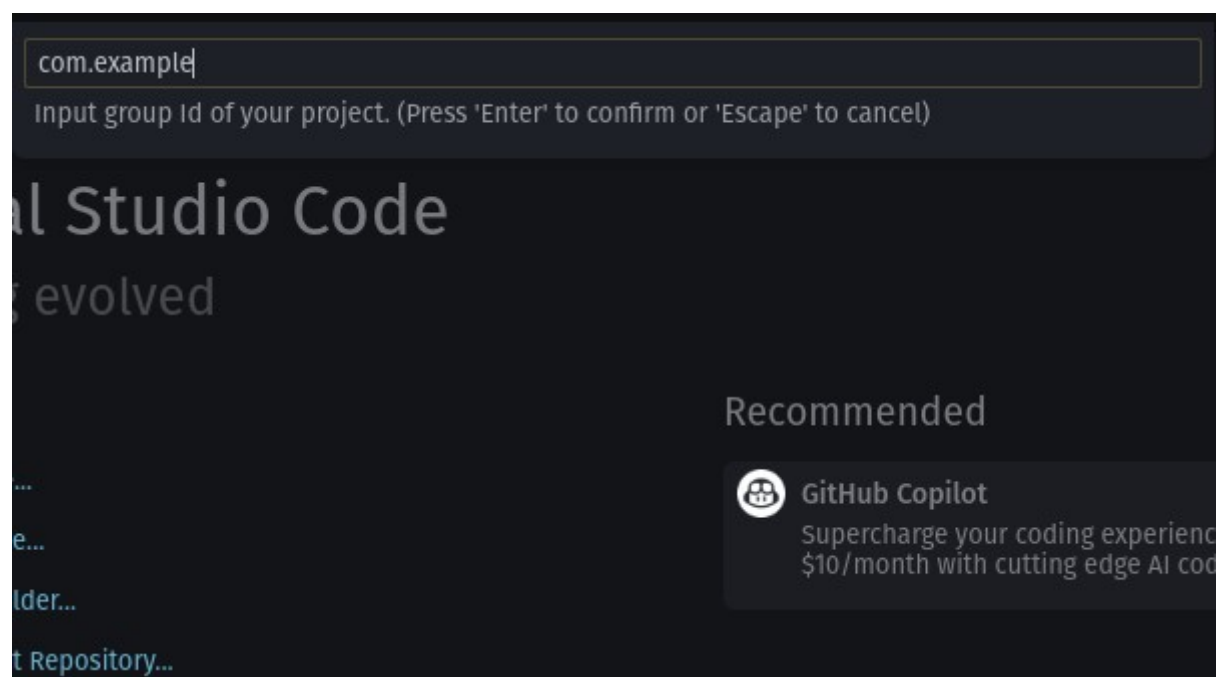 com.example
Input group Id of your project. (Press 'Enter' to confirm or 'Escape' to cancel)
al Studio Code
evolved
Recommended
...
e...
lder...
t Repository...
GitHub Copilot
Supercharge your coding experienc
$10/month with cutting edge AI cod